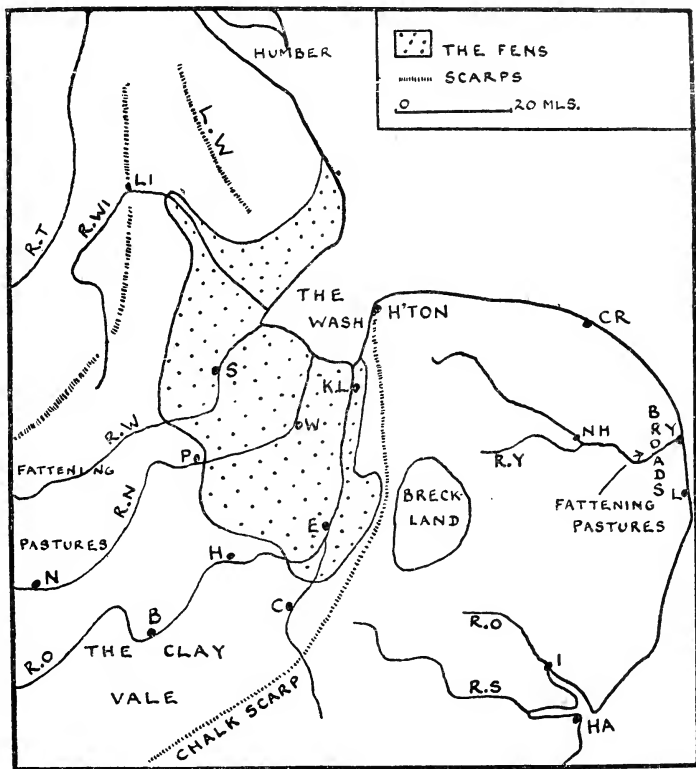 HUMBER
THE FENS
SCARPS
0 20 MLS.
L.W
LI
R.WI
R.T
THE
WASH
H'TON
CR
S
K.L
W
R.W
P
NH
R.Y
BROADS
Y
L
FATTENING
PASTURES
FATTENING
PASTURES
R.N
BRECK-
LAND
E
H
N
C
B
R.O
THE CLAY
VALE
CHALK SCARP
R.O
I
R.S
HA